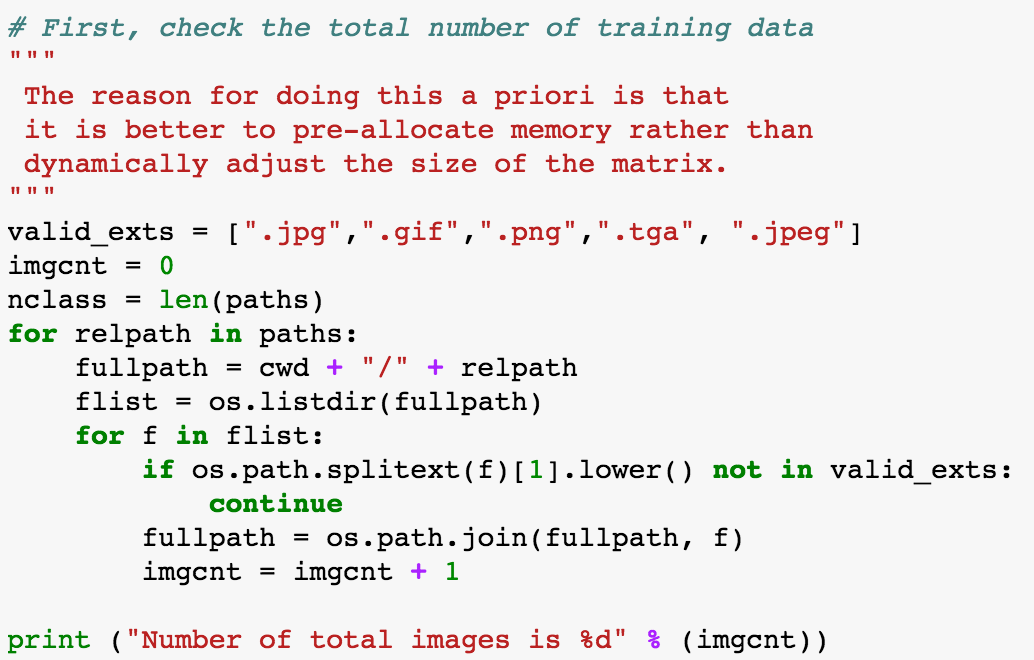 # First, check the total number of training data
"""
 The reason for doing this a priori is that
 it is better to pre-allocate memory rather than
 dynamically adjust the size of the matrix.
"""
valid_exts = [".jpg",".gif",".png",".tga", ".jpeg"]
imgcnt = 0
nclass = len(paths)
for relpath in paths:
    fullpath = cwd + "/" + relpath
    flist = os.listdir(fullpath)
    for f in flist:
        if os.path.splitext(f)[1].lower() not in valid_exts:
            continue
        fullpath = os.path.join(fullpath, f)
        imgcnt = imgcnt + 1

print ("Number of total images is %d" % (imgcnt))